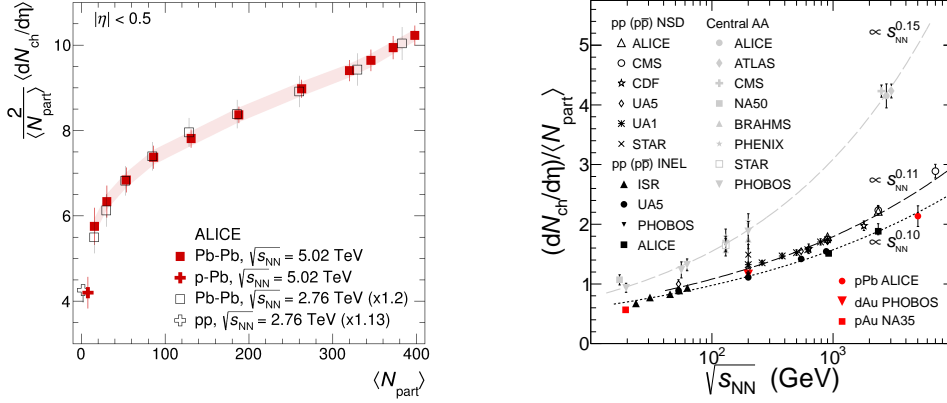 |η| < 0.5
2/⟨N_part⟩ ⟨dN_ch/dη⟩
10
8
6
4
ALICE
Pb-Pb, √s_NN = 5.02 TeV
p-Pb, √s_NN = 5.02 TeV
Pb-Pb, √s_NN = 2.76 TeV (x1.2)
pp, √s_NN = 2.76 TeV (x1.13)
0 100 200 300 400
⟨N_part⟩
(dN_ch/dη)/⟨N_part⟩
5
4
3
2
1
0
pp (pp̅) NSD
ALICE
CMS
CDF
UA5
UA1
STAR
pp (pp̅) INEL
ISR
UA5
PHOBOS
ALICE
Central AA
ALICE
ATLAS
CMS
NA50
BRAHMS
PHENIX
STAR
PHOBOS
∝ s_NN^0.15
∝ s_NN^0.11
∝ s_NN^0.10
pPb ALICE
dAu PHOBOS
pAu NA35
10² 10³
√s_NN (GeV)